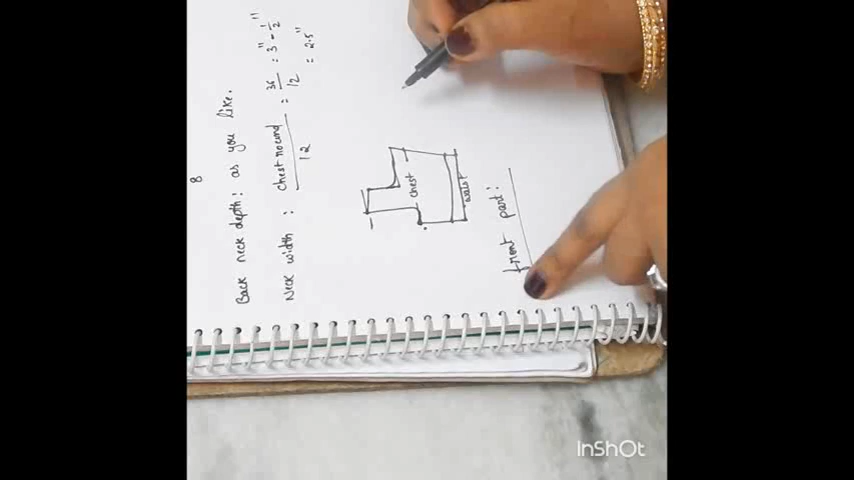 8
Back neck depth: as you like.
Neck width : chest round / 12 = 36 / 12 = 3" - 1/2"
= 2.5"
chest
waist
front part:
InShOt